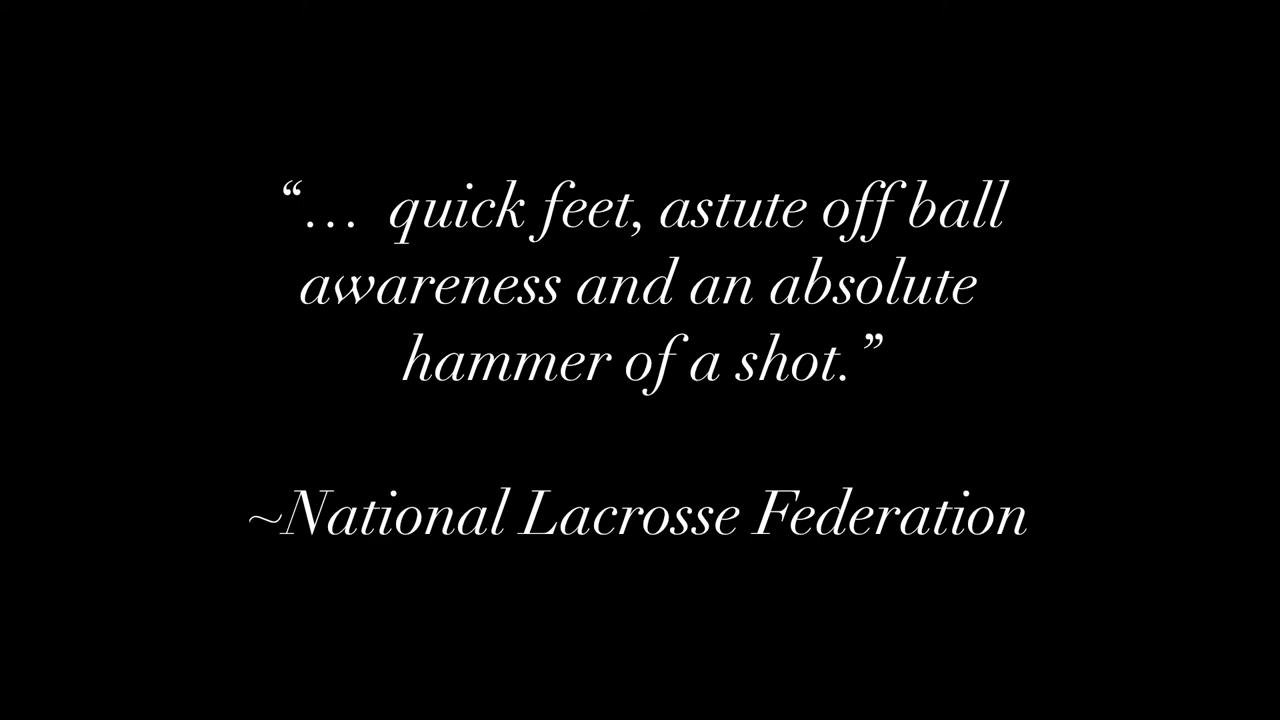 “… quick feet, astute off ball
awareness and an absolute
hammer of a shot.”
~National Lacrosse Federation